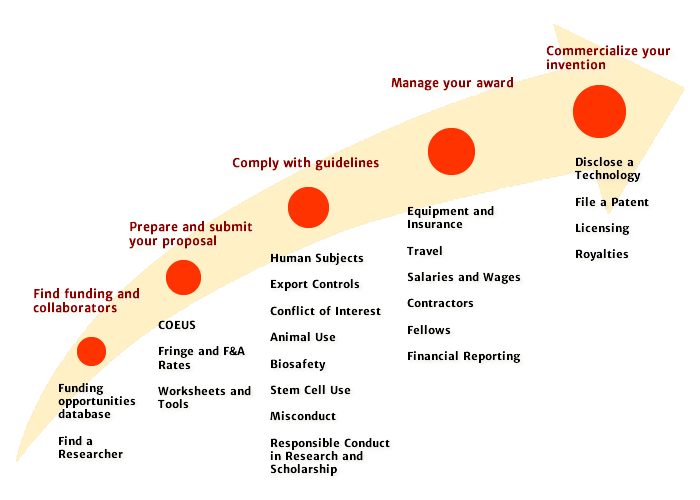 Commercialize your
invention
Manage your award
Comply with guidelines
Prepare and submit
your proposal
Find funding and
collaborators
Funding
opportunities
database
Find a
Researcher
COEUS
Fringe and F&A
Rates
Worksheets and
Tools
Human Subjects
Export Controls
Conflict of Interest
Animal Use
Biosafety
Stem Cell Use
Misconduct
Responsible Conduct
in Research and
Scholarship
Equipment and
Insurance
Travel
Salaries and Wages
Contractors
Fellows
Financial Reporting
Disclose a
Technology
File a Patent
Licensing
Royalties